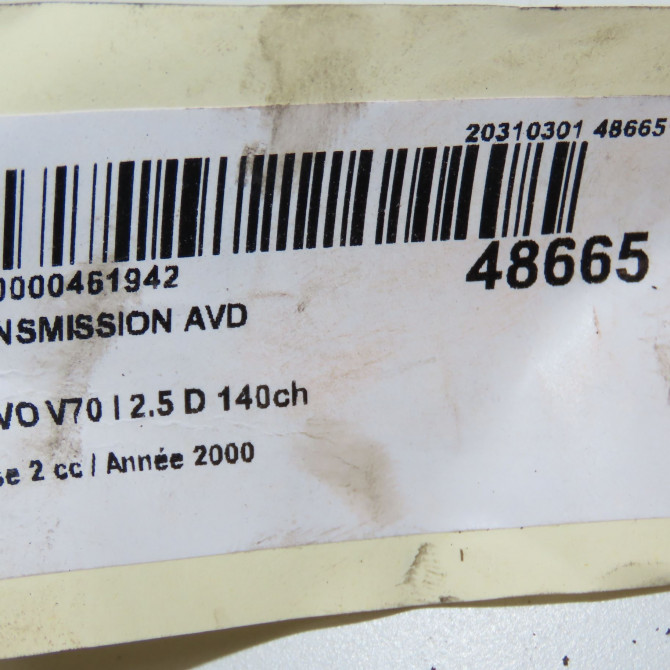 20310301 48665
0000461942
48665
NSMISSION AVD
VO V70 I 2.5 D 140ch
se 2 cc | Année 2000